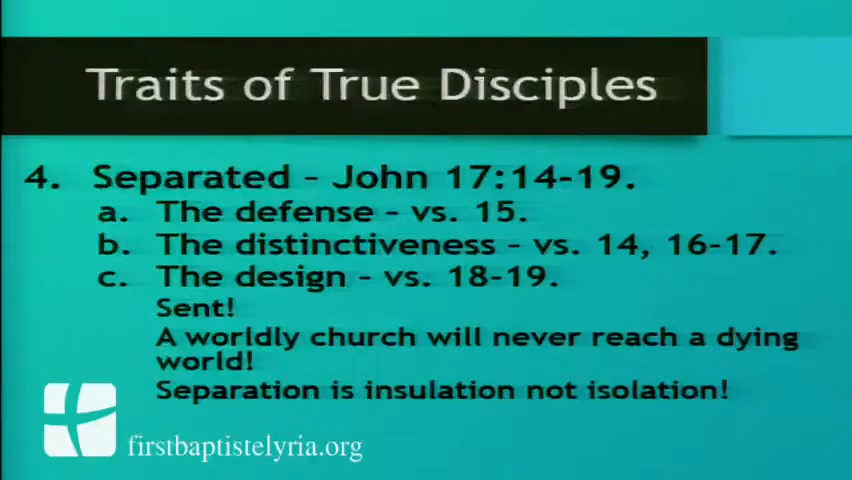 Traits of True Disciples
4. Separated – John 17:14-19.
a. The defense – vs. 15.
b. The distinctiveness – vs. 14, 16-17.
c. The design – vs. 18-19.
Sent!
A worldly church will never reach a dying
world!
Separation is insulation not isolation!
firstbaptistelyria.org